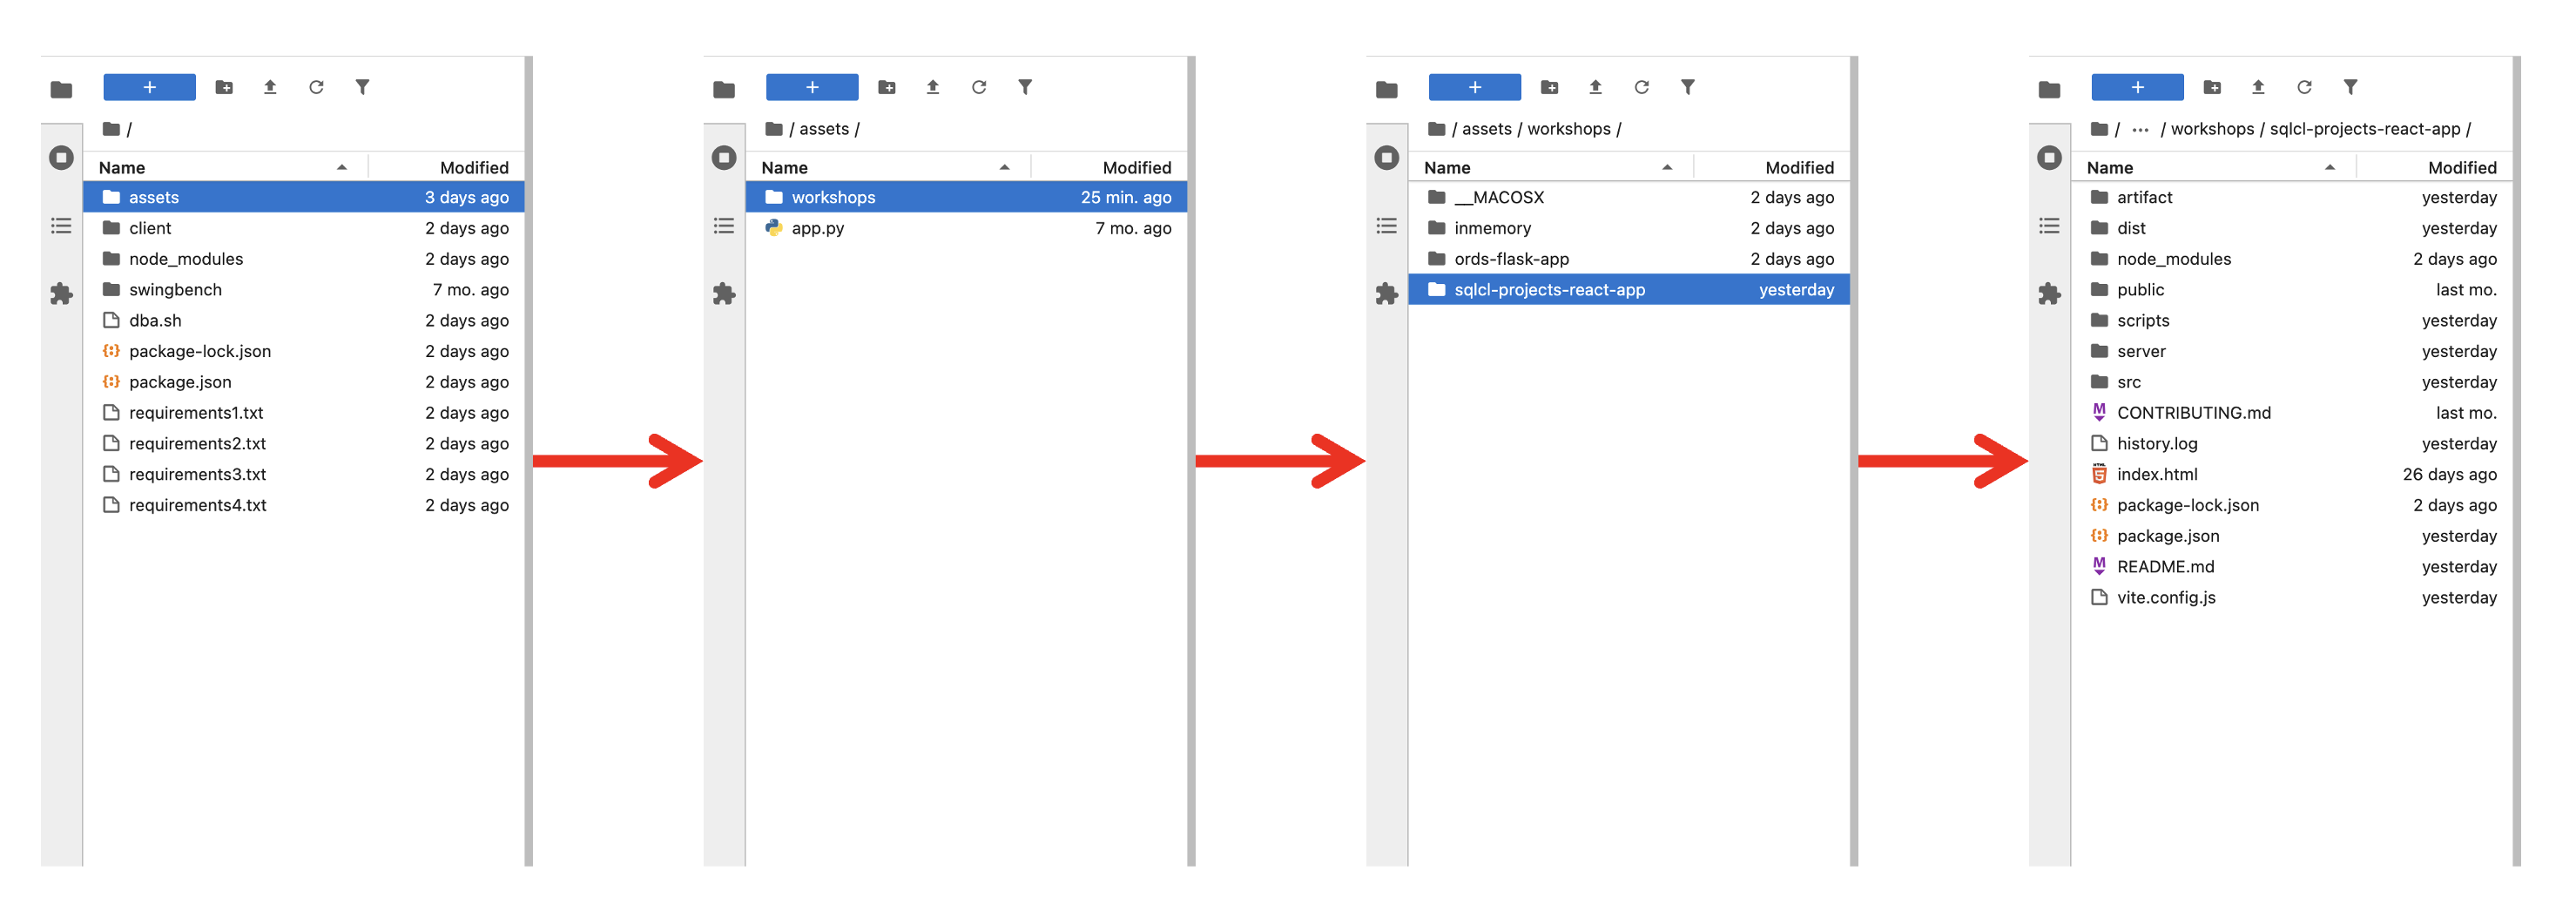 /
Name Modified
assets 3 days ago
client 2 days ago
node_modules 2 days ago
swingbench 7 mo. ago
dba.sh 2 days ago
package-lock.json 2 days ago
package.json 2 days ago
requirements1.txt 2 days ago
requirements2.txt 2 days ago
requirements3.txt 2 days ago
requirements4.txt 2 days ago
/ assets /
Name Modified
workshops 25 min. ago
app.py 7 mo. ago
/ assets / workshops /
Name Modified
__MACOSX 2 days ago
inmemory 2 days ago
ords-flask-app 2 days ago
sqlcl-projects-react-app yesterday
/ ··· / workshops / sqlcl-projects-react-app /
Name Modified
artifact yesterday
dist yesterday
node_modules 2 days ago
public last mo.
scripts yesterday
server yesterday
src yesterday
CONTRIBUTING.md last mo.
history.log yesterday
index.html 26 days ago
package-lock.json 2 days ago
package.json yesterday
README.md yesterday
vite.config.js yesterday